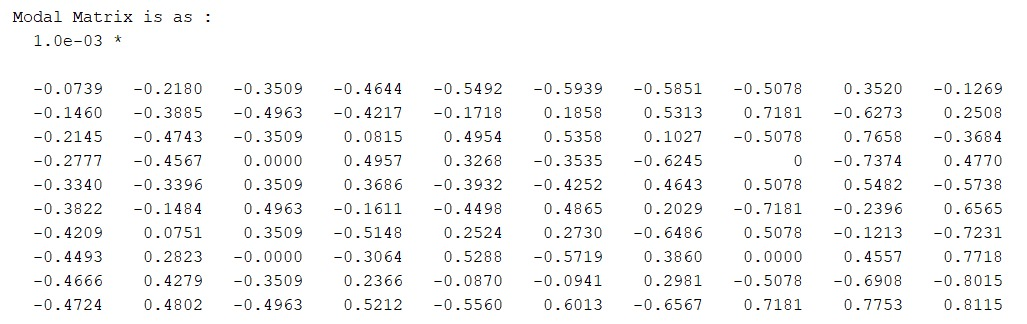 Modal Matrix is as :
1.0e-03 *
-0.0739 -0.2180 -0.3509 -0.4644 -0.5492 -0.5939 -0.5851 -0.5078 0.3520 -0.1269
-0.1460 -0.3885 -0.4963 -0.4217 -0.1718 0.1858 0.5313 0.7181 -0.6273 0.2508
-0.2145 -0.4743 -0.3509 0.0815 0.4954 0.5358 0.1027 -0.5078 0.7658 -0.3684
-0.2777 -0.4567 0.0000 0.4957 0.3268 -0.3535 -0.6245 0 -0.7374 0.4770
-0.3340 -0.3396 0.3509 0.3686 -0.3932 -0.4252 0.4643 0.5078 0.5482 -0.5738
-0.3822 -0.1484 0.4963 -0.1611 -0.4498 0.4865 0.2029 -0.7181 -0.2396 0.6565
-0.4209 0.0751 0.3509 -0.5148 0.2524 0.2730 -0.6486 0.5078 -0.1213 -0.7231
-0.4493 0.2823 -0.0000 -0.3064 0.5288 -0.5719 0.3860 0.0000 0.4557 0.7718
-0.4666 0.4279 -0.3509 0.2366 -0.0870 -0.0941 0.2981 -0.5078 -0.6908 -0.8015
-0.4724 0.4802 -0.4963 0.5212 -0.5560 0.6013 -0.6567 0.7181 0.7753 0.8115